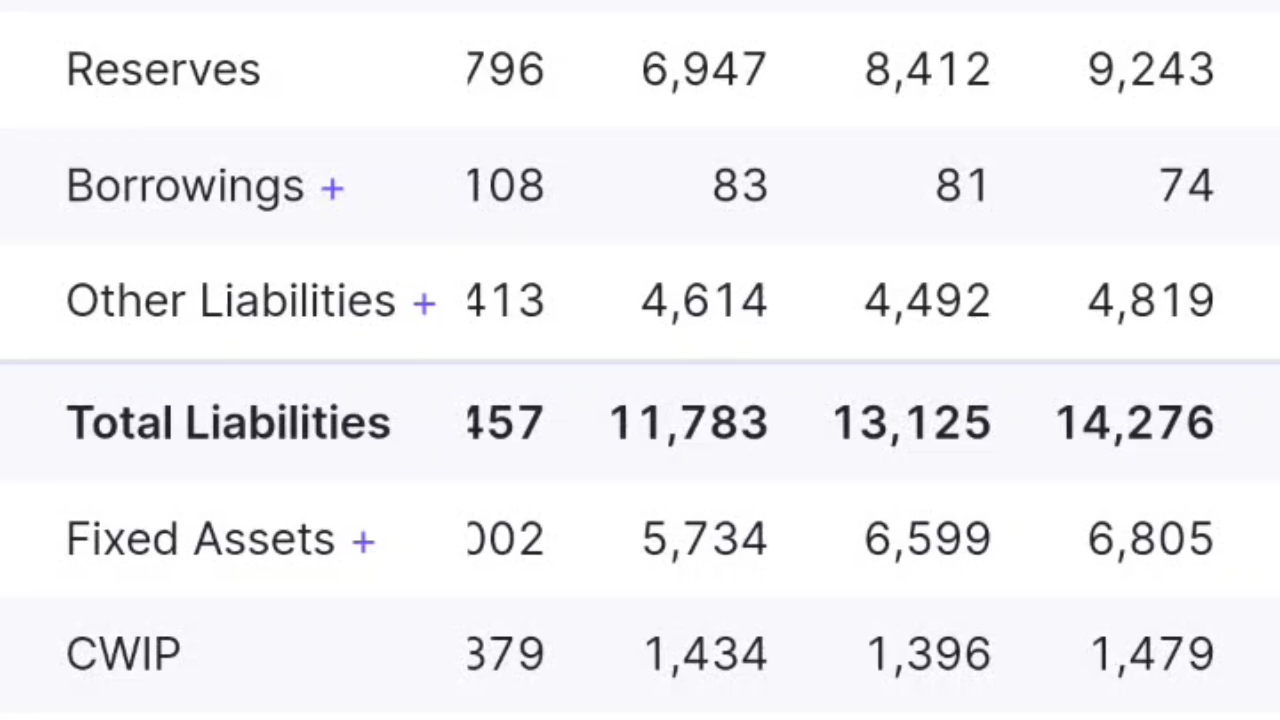 Reserves 796 6,947 8,412 9,243
Borrowings + 108 83 81 74
Other Liabilities + 413 4,614 4,492 4,819
Total Liabilities 457 11,783 13,125 14,276
Fixed Assets + 002 5,734 6,599 6,805
CWIP 379 1,434 1,396 1,479